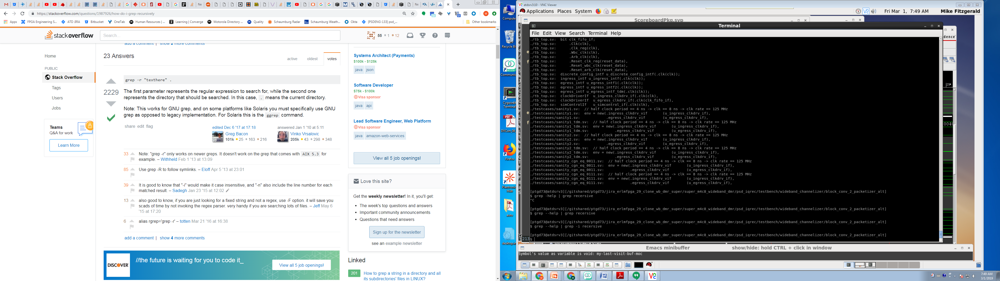 https://stackoverflow.com/questions/1987926/how-do-i-grep-recursively
Apps
FPGA Engineering S...
ATD JIRA
Bitbucket
OneTab
Human Resources | ...
Learning | Converge
Motorola Directory ...
Quality
Schaumburg Radar
Schaumburg Weath...
Okta
[PSDENG-133] psd_...
Other bookmarks
stackoverflow
Search...
55 1 12
Home
PUBLIC
Stack Overflow
Tags
Users
Jobs
Teams
Q&A for work
Learn More
add a comment | show 2 more comments
23 Answers
active oldest votes
2229
grep -r "texthere" .
The first parameter represents the regular expression to search for, while the second one
represents the directory that should be searched. In this case, . means the current directory.
Note: This works for GNU grep, and on some platforms like Solaris you must specifically use GNU
grep as opposed to legacy implementation. For Solaris this is the ggrep command.
share edit flag
edited Dec 6 '17 at 17:18
Greg Bacon
101k 25 163 216
answered Jan 1 '10 at 5:11
Vinko Vrsalovic
205k 43 298 348
33 Note: "grep -r" only works on newer greps. It doesn't work on the grep that comes with AIX 5.3 for
example. – Withheld Feb 1 '13 at 13:09
85 Use grep -R to follow symlinks. – Eloff Apr 5 '13 at 23:01
39 It is good to know that "-i" would make it case insensitive, and "-n" also include the line number for each
matched result. – Sadegh Jan 23 '15 at 12:02
13 also good to know, if you are just looking for a fixed string and not a regex, use -F option. it will save you
scads of time by not invoking the regex parser. very handy if you are searching lots of files. – Jeff May 6
'15 at 17:20
6 alias rgrep='grep -r' – totten Mar 21 '16 at 16:38
add a comment | show 4 more comments
DISCOVER
//the future is waiting for you to code it_
View all 5 job openings!
Systems Architect (Payments)
$100k - $125k
java json
Software Developer
$75k - $100k
Visa sponsor
java api
Lead Software Engineer, Web Platform
Visa sponsor
java amazon-web-services
View all 5 job openings!
Love this site?
Get the weekly newsletter! In it, you'll get:
The week's top questions and answers
Important community announcements
Questions that need answers
Sign up for the newsletter
see an example newsletter
Linked
201 How to grep a string in a directory and all
its subdirectories' files in LINUX?
Recycle Bi
Cygwin64
Terminal
Firefox
Plantronic
Hub
auto
desktop.in
atdsrv3:10 - VNC Viewer
Applications Places System
Fri Mar 1, 7:49 AM
Mike Fitzgerald
ScoreboardPkg.svp
Terminal
File Edit View Search Terminal Help
./tb_top.sv: bit clk_fifo_if;
./tb_top.sv: .Clk(clk),
./tb_top.sv: .Clk_reg(clk),
./tb_top.sv: .Wbc_clk(clk),
./tb_top.sv: .Arb_clk(clk),
./tb_top.sv: .Reset_clk_reg(reset_data),
./tb_top.sv: .Reset_wbc_clk(reset_data),
./tb_top.sv: .Reset_arb_clk(reset_data),
./tb_top.sv: discrete_config_intf u_discrete_config_intf(.clk(clk));
./tb_top.sv: ingress_intf u_ingress_intf(.clk(clk));
./tb_top.sv: egress_intf u_egress_intf1(.clk(clk));
./tb_top.sv: egress_intf u_egress_intf2(.clk(clk));
./tb_top.sv: egress_intf u_egress_intf_tdm(.clk(clk));
./tb_top.sv: clockDriverIf u_ingress_clkdrv_if(.clk(clk),
./tb_top.sv: clockDriverIf u_egress_clkdrv_if(.clk(clk_fifo_if),
./tb_top.sv: simControlIf u_simcontrol_if(.clk(clk),
./testcases/sanity1.sv: // half clock period == 4 ns -> clk == 8 ns -> clk rate == 125 MHz
./testcases/sanity1.sv: env = new(.ingress_clkdrv_vif (u_ingress_clkdrv_if),
./testcases/sanity1.sv: .egress_clkdrv_vif (u_egress_clkdrv_if),
./testcases/sanity1_tdm.sv: // half clock period == 4 ns -> clk == 8 ns -> clk rate == 125 MHz
./testcases/sanity1_tdm.sv: env = new(.ingress_clkdrv_vif (u_ingress_clkdrv_if),
./testcases/sanity1_tdm.sv: .egress_clkdrv_vif (u_egress_clkdrv_if),
./testcases/sanity2.sv: // half clock period == 4 ns -> clk == 8 ns -> clk rate == 125 MHz
./testcases/sanity2.sv: env = new(.ingress_clkdrv_vif (u_ingress_clkdrv_if),
./testcases/sanity2.sv: .egress_clkdrv_vif (u_egress_clkdrv_if),
./testcases/sanity2_tdm.sv: // half clock period == 4 ns -> clk == 8 ns -> clk rate == 125 MHz
./testcases/sanity2_tdm.sv: env = new(.ingress_clkdrv_vif (u_ingress_clkdrv_if),
./testcases/sanity2_tdm.sv: .egress_clkdrv_vif (u_egress_clkdrv_if),
./testcases/sanity_cgn_eq_0011.sv: // half clock period == 4 ns -> clk == 8 ns -> clk rate == 125 MHz
./testcases/sanity_cgn_eq_0011.sv: env = new(.ingress_clkdrv_vif (u_ingress_clkdrv_if),
./testcases/sanity_cgn_eq_0011.sv: .egress_clkdrv_vif (u_egress_clkdrv_if),
./testcases/sanity_cgn_eq_0111.sv: // half clock period == 4 ns -> clk == 8 ns -> clk rate == 125 MHz
./testcases/sanity_cgn_eq_0111.sv: env = new(.ingress_clkdrv_vif (u_ingress_clkdrv_if),
./testcases/sanity_cgn_eq_0111.sv: .egress_clkdrv_vif (u_egress_clkdrv_if),
[ptgd73@atdsrv3][/gitshared/ptgd73/jira_erlmfpga_29_clone_wb_dmr_super/super_m4c8_wideband_dmr/psd_iqrec/testbench/wideband_channelizer/block_conv_2_packetizer_alt]
$ grep -help | grep recersive
^C
[ptgd73@atdsrv3][/gitshared/ptgd73/jira_erlmfpga_29_clone_wb_dmr_super/super_m4c8_wideband_dmr/psd_iqrec/testbench/wideband_channelizer/block_conv_2_packetizer_alt]
$ grep --help | grep recersive
[ptgd73@atdsrv3][/gitshared/ptgd73/jira_erlmfpga_29_clone_wb_dmr_super/super_m4c8_wideband_dmr/psd_iqrec/testbench/wideband_channelizer/block_conv_2_packetizer_alt]
$ grep --help | grep -i recersive
[ptgd73@atdsrv3][/gitshared/ptgd73/jira_erlmfpga_29_clone_wb_dmr_super/super_m4c8_wideband_dmr/psd_iqrec/testbench/wideband_channelizer/block_conv_2_packetizer_alt]
$
Emacs minibuffer show/hide: hold CTRL + click in window
Symbol's value as variable is void: my-last-visit-buf-moc
7:49 AM
3/1/2019